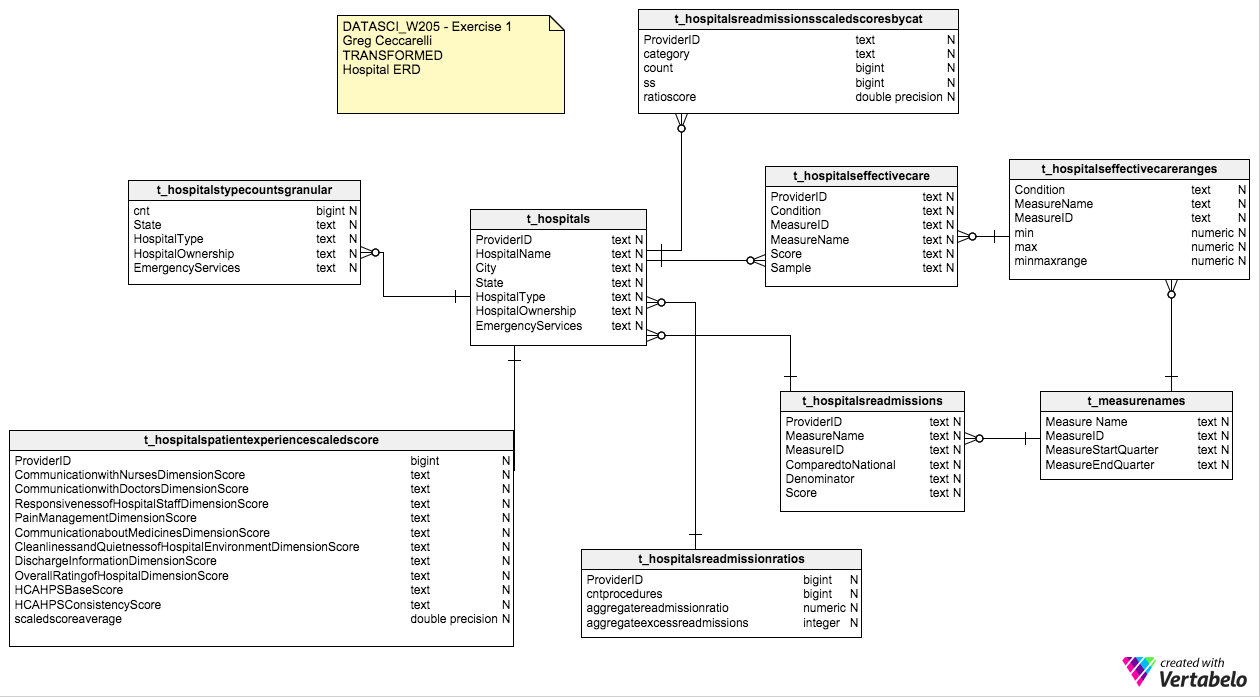 DATASCI_W205 - Exercise 1
Greg Ceccarelli
TRANSFORMED
Hospital ERD
t_hospitalsreadmissionsscaledscoresbycat
ProviderID text N
category text N
count bigint N
ss bigint N
ratioscore double precision N
t_hospitalstypecountsgranular
cnt bigint N
State text N
HospitalType text N
HospitalOwnership text N
EmergencyServices text N
t_hospitals
ProviderID text N
HospitalName text N
City text N
State text N
HospitalType text N
HospitalOwnership text N
EmergencyServices text N
t_hospitalseffectivecare
ProviderID text N
Condition text N
MeasureID text N
MeasureName text N
Score text N
Sample text N
t_hospitalseffectivecareranges
Condition text N
MeasureName text N
MeasureID text N
min numeric N
max numeric N
minmaxrange numeric N
t_hospitalspatientexperiencescaledscore
ProviderID bigint N
CommunicationwithNursesDimensionScore text N
CommunicationwithDoctorsDimensionScore text N
ResponsivenessofHospitalStaffDimensionScore text N
PainManagementDimensionScore text N
CommunicationaboutMedicinesDimensionScore text N
CleanlinessandQuietnessofHospitalEnvironmentDimensionScore text N
DischargeInformationDimensionScore text N
OverallRatingofHospitalDimensionScore text N
HCAHPSBaseScore text N
HCAHPSConsistencyScore text N
scaledscoreaverage double precision N
t_hospitalsreadmissions
ProviderID text N
MeasureName text N
MeasureID text N
ComparedtoNational text N
Denominator text N
Score text N
t_measurenames
Measure Name text N
MeasureID text N
MeasureStartQuarter text N
MeasureEndQuarter text N
t_hospitalsreadmissionratios
ProviderID bigint N
cntprocedures bigint N
aggregatereadmissionratio numeric N
aggregateexcessreadmissions integer N
created with
Vertabelo